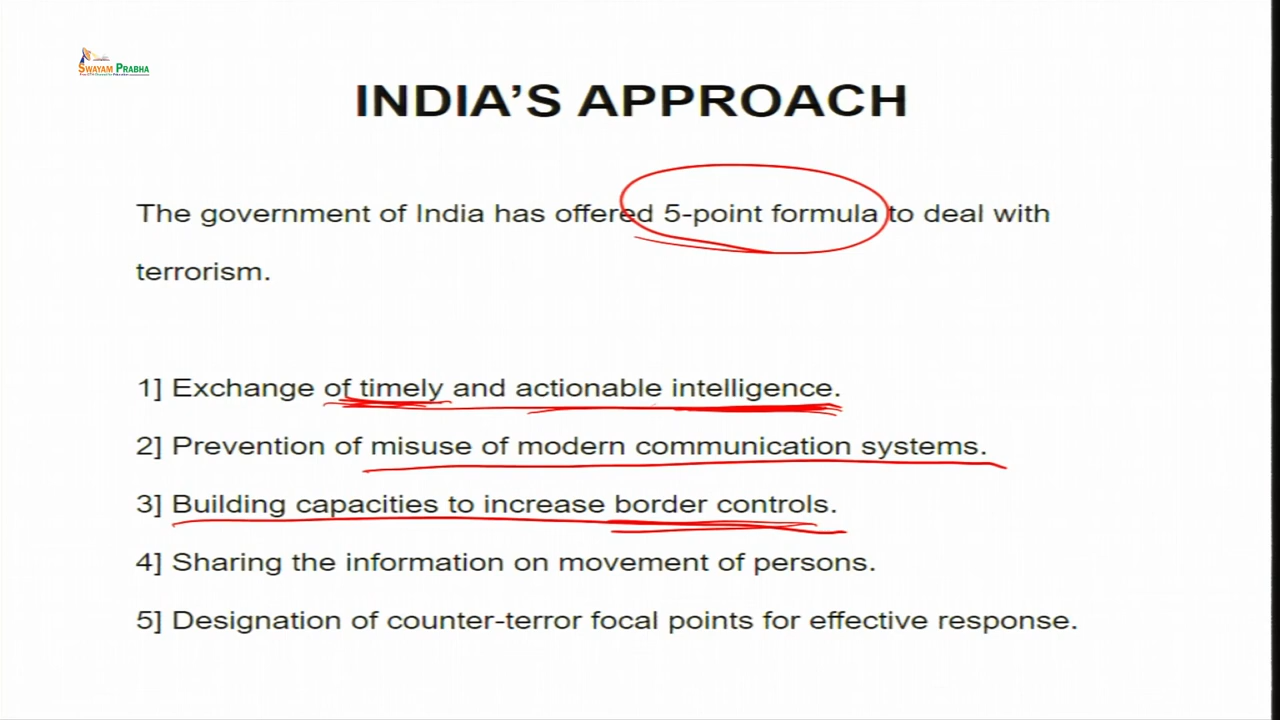 SWAYAM PRABHA
INDIA'S APPROACH
The government of India has offered 5-point formula to deal with
terrorism.
1] Exchange of timely and actionable intelligence.
2] Prevention of misuse of modern communication systems.
3] Building capacities to increase border controls.
4] Sharing the information on movement of persons.
5] Designation of counter-terror focal points for effective response.